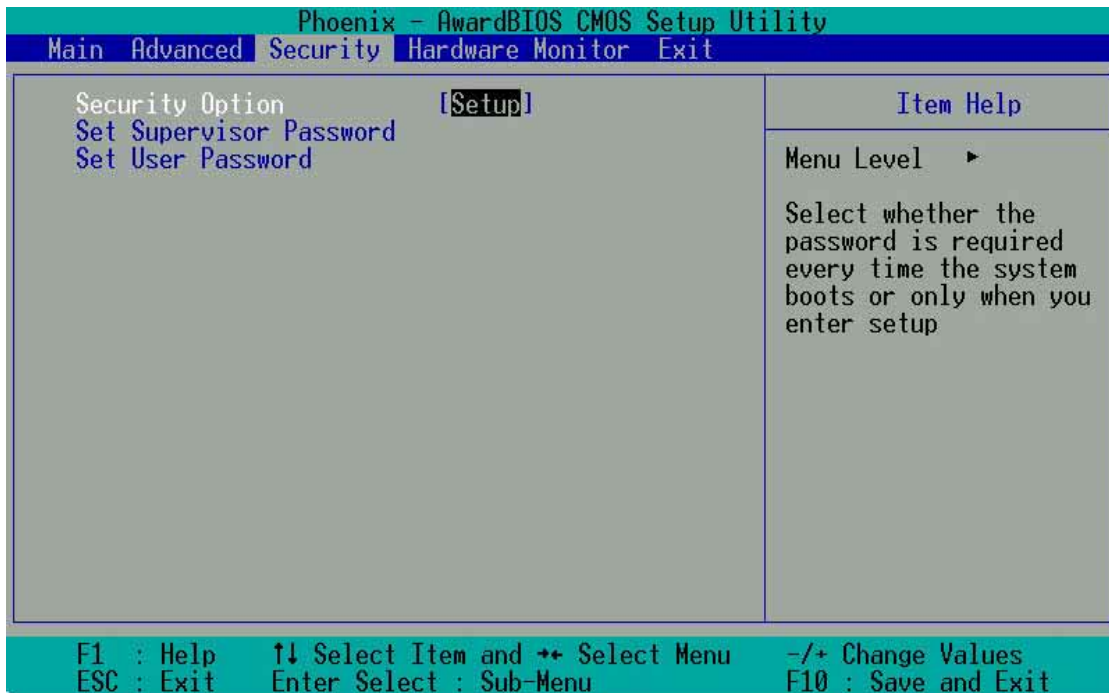 Phoenix - AwardBIOS CMOS Setup Utility
Main Advanced Security Hardware Monitor Exit
Security Option [Setup]
Set Supervisor Password
Set User Password
Item Help
Menu Level ►
Select whether the
password is required
every time the system
boots or only when you
enter setup
F1 : Help ↑↓ Select Item and →← Select Menu -/+ Change Values
ESC : Exit Enter Select : Sub-Menu F10 : Save and Exit